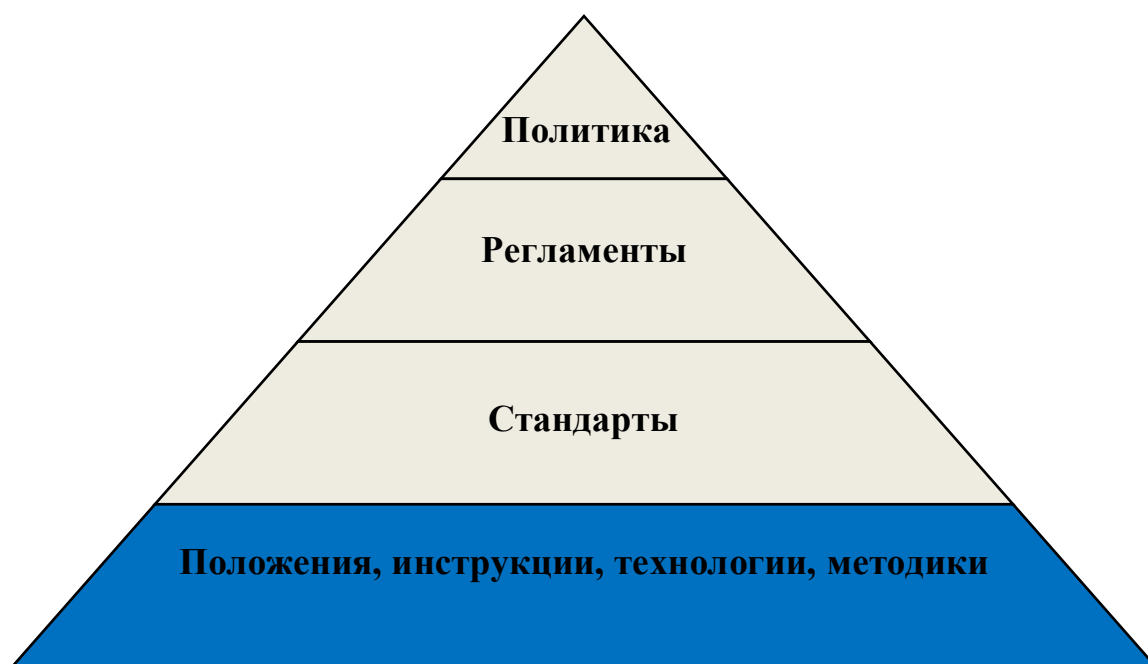 Политика
Регламенты
Стандарты
Положения, инструкции, технологии, методики